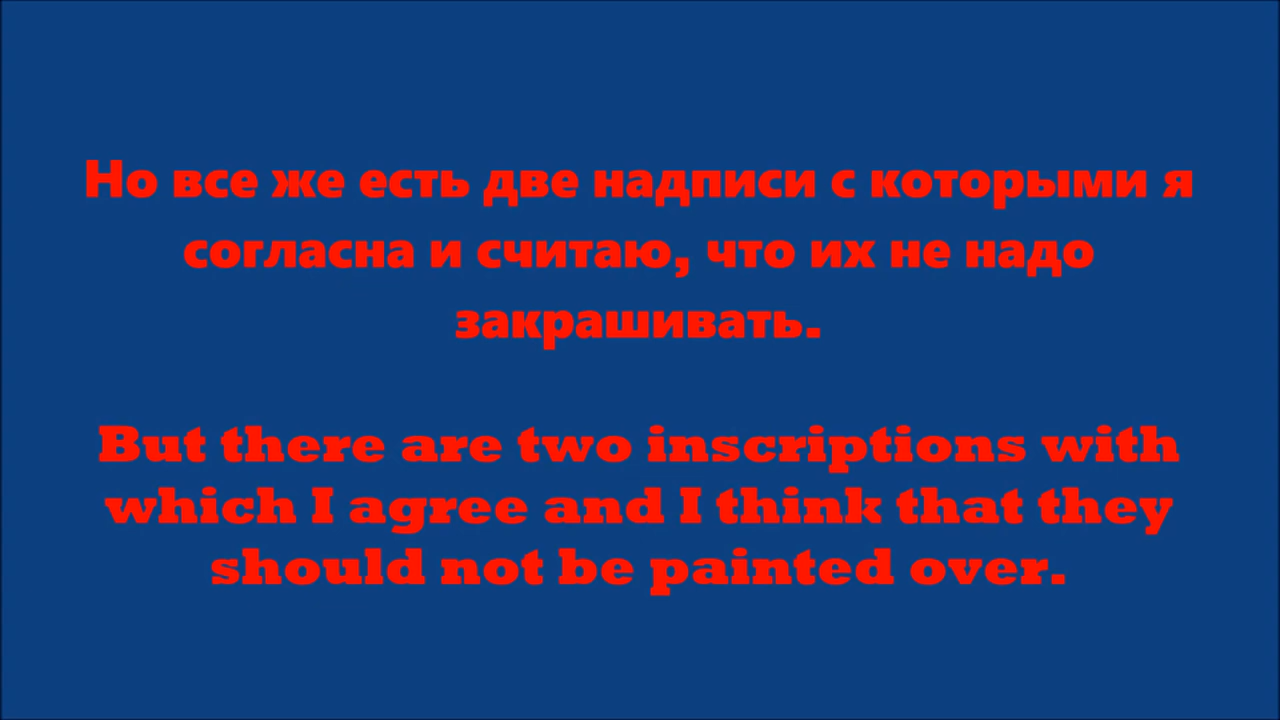 Но все же есть две надписи с которыми я
согласна и считаю, что их не надо
закрашивать.
But there are two inscriptions with
which I agree and I think that they
should not be painted over.